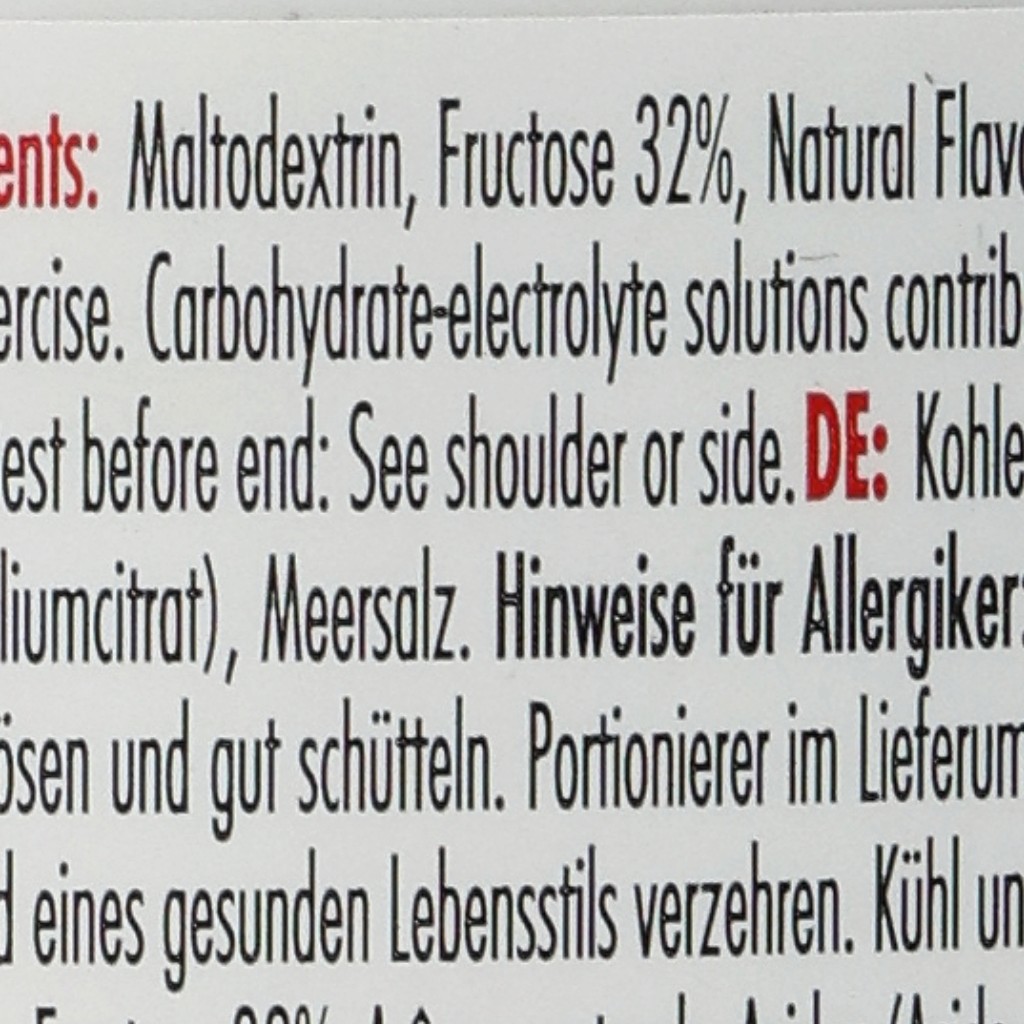 ents: Maltodextrin, Fructose 32%, Natural Flav
ercise. Carbohydrate-electrolyte solutions contrib
est before end: See shoulder or side. DE: Kohle
liumcitrat), Meersalz. Hinweise für Allergiker:
ösen und gut schütteln. Portionierer im Lieferum
d eines gesunden Lebensstils verzehren. Kühl un